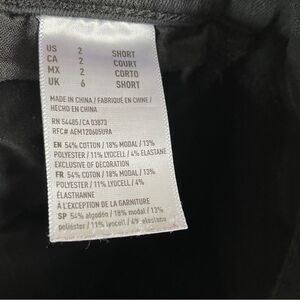 US 2 SHORT
CA 2 COURT
MX 2 CORTO
UK 6 SHORT
MADE IN CHINA / FABRIQUÉ EN CHINE /
HECHO EN CHINA
RN 54485/CA 03873
RFC# AEM120605U9A
EN 54% COTTON / 18% MODAL / 13%
POLYESTER / 11% LYOCELL / 4% ELASTANE
EXCLUSIVE OF DECORATION
FR 54% COTON / 18% MODAL / 13%
POLYESTER / 11% LYOCELL / 4%
ÉLASTHANNE
À L'EXCEPTION DE LA GARNITURE
SP 54% algodón / 18% modal / 13%
poliéster / 11% lyocell / 4% elastane